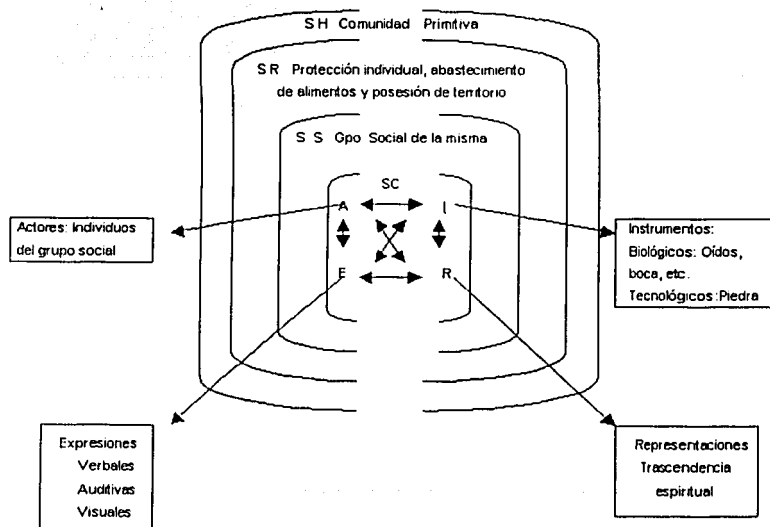 S H Comunidad Primitiva
S R Protección individual, abastecimiento
de alimentos y posesión de territorio
S S Gpo Social de la misma
SC
A I
E R
Actores: Individuos
del grupo social
Instrumentos:
Biológicos: Oídos,
boca, etc.
Tecnológicos:Piedra
Expresiones
Verbales
Auditivas
Visuales
Representaciones
Trascendencia
espiritual